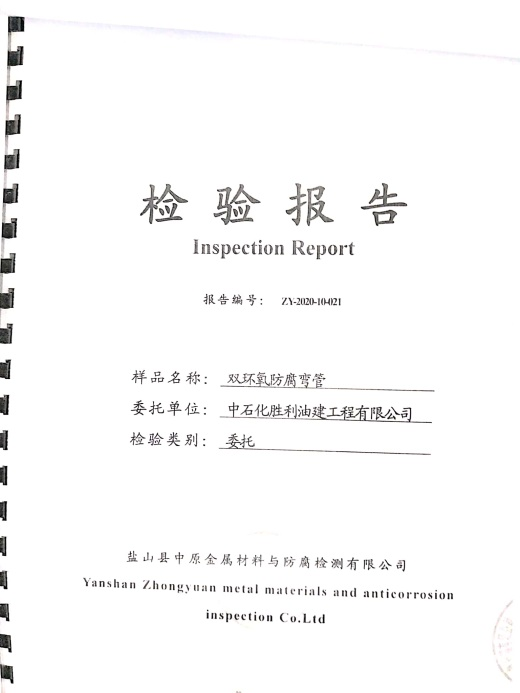 检验报告
Inspection Report
报告编号： ZY-2020-10-021
样品名称： 双环氧防腐弯管
委托单位： 中石化胜利油建工程有限公司
检验类别： 委托
盐山县中原金属材料与防腐检测有限公司
Yanshan Zhongyuan metal materials and anticorrosion
inspection Co.Ltd